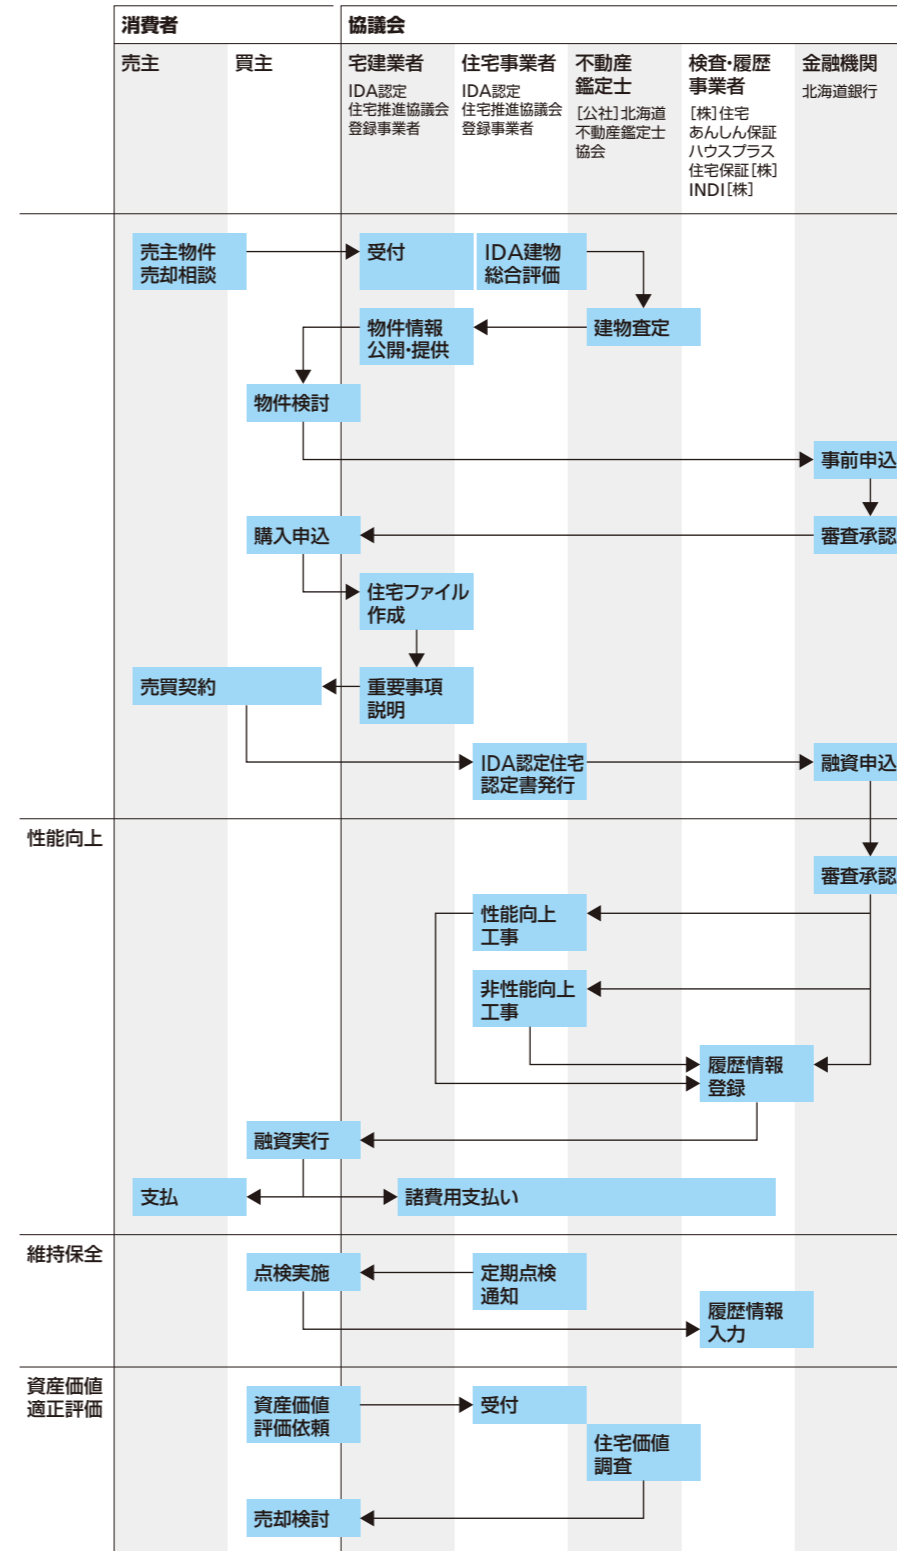 消費者
協議会
売主
買主
宅建業者
IDA認定
住宅推進協議会
登録事業者
住宅事業者
IDA認定
住宅推進協議会
登録事業者
不動産
鑑定士
[公社]北海道
不動産鑑定士
協会
検査・履歴
事業者
[株]住宅
あんしん保証
ハウスプラス
住宅保証[株]
INDI[株]
金融機関
北海道銀行
売主物件
売却相談
受付
IDA建物
総合評価
建物査定
物件情報
公開・提供
物件検討
事前申込
審査承認
購入申込
住宅ファイル
作成
重要事項
説明
売買契約
IDA認定住宅
認定書発行
融資申込
性能向上
審査承認
性能向上
工事
非性能向上
工事
履歴情報
登録
融資実行
支払
諸費用支払い
維持保全
点検実施
定期点検
通知
履歴情報
入力
資産価値
適正評価
資産価値
評価依頼
受付
住宅価値
調査
売却検討